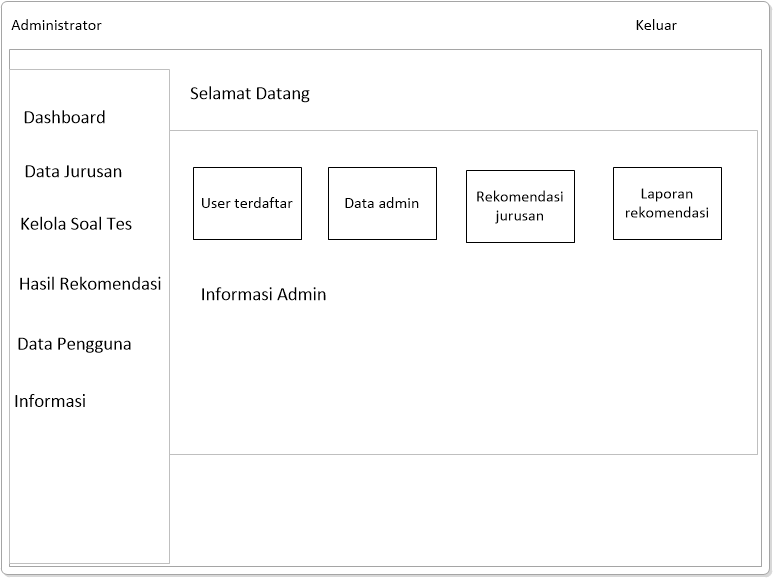 Administrator
Keluar
Dashboard
Data Jurusan
Kelola Soal Tes
Hasil Rekomendasi
Data Pengguna
Informasi
Selamat Datang
User terdaftar
Data admin
Rekomendasi
jurusan
Laporan
rekomendasi
Informasi Admin